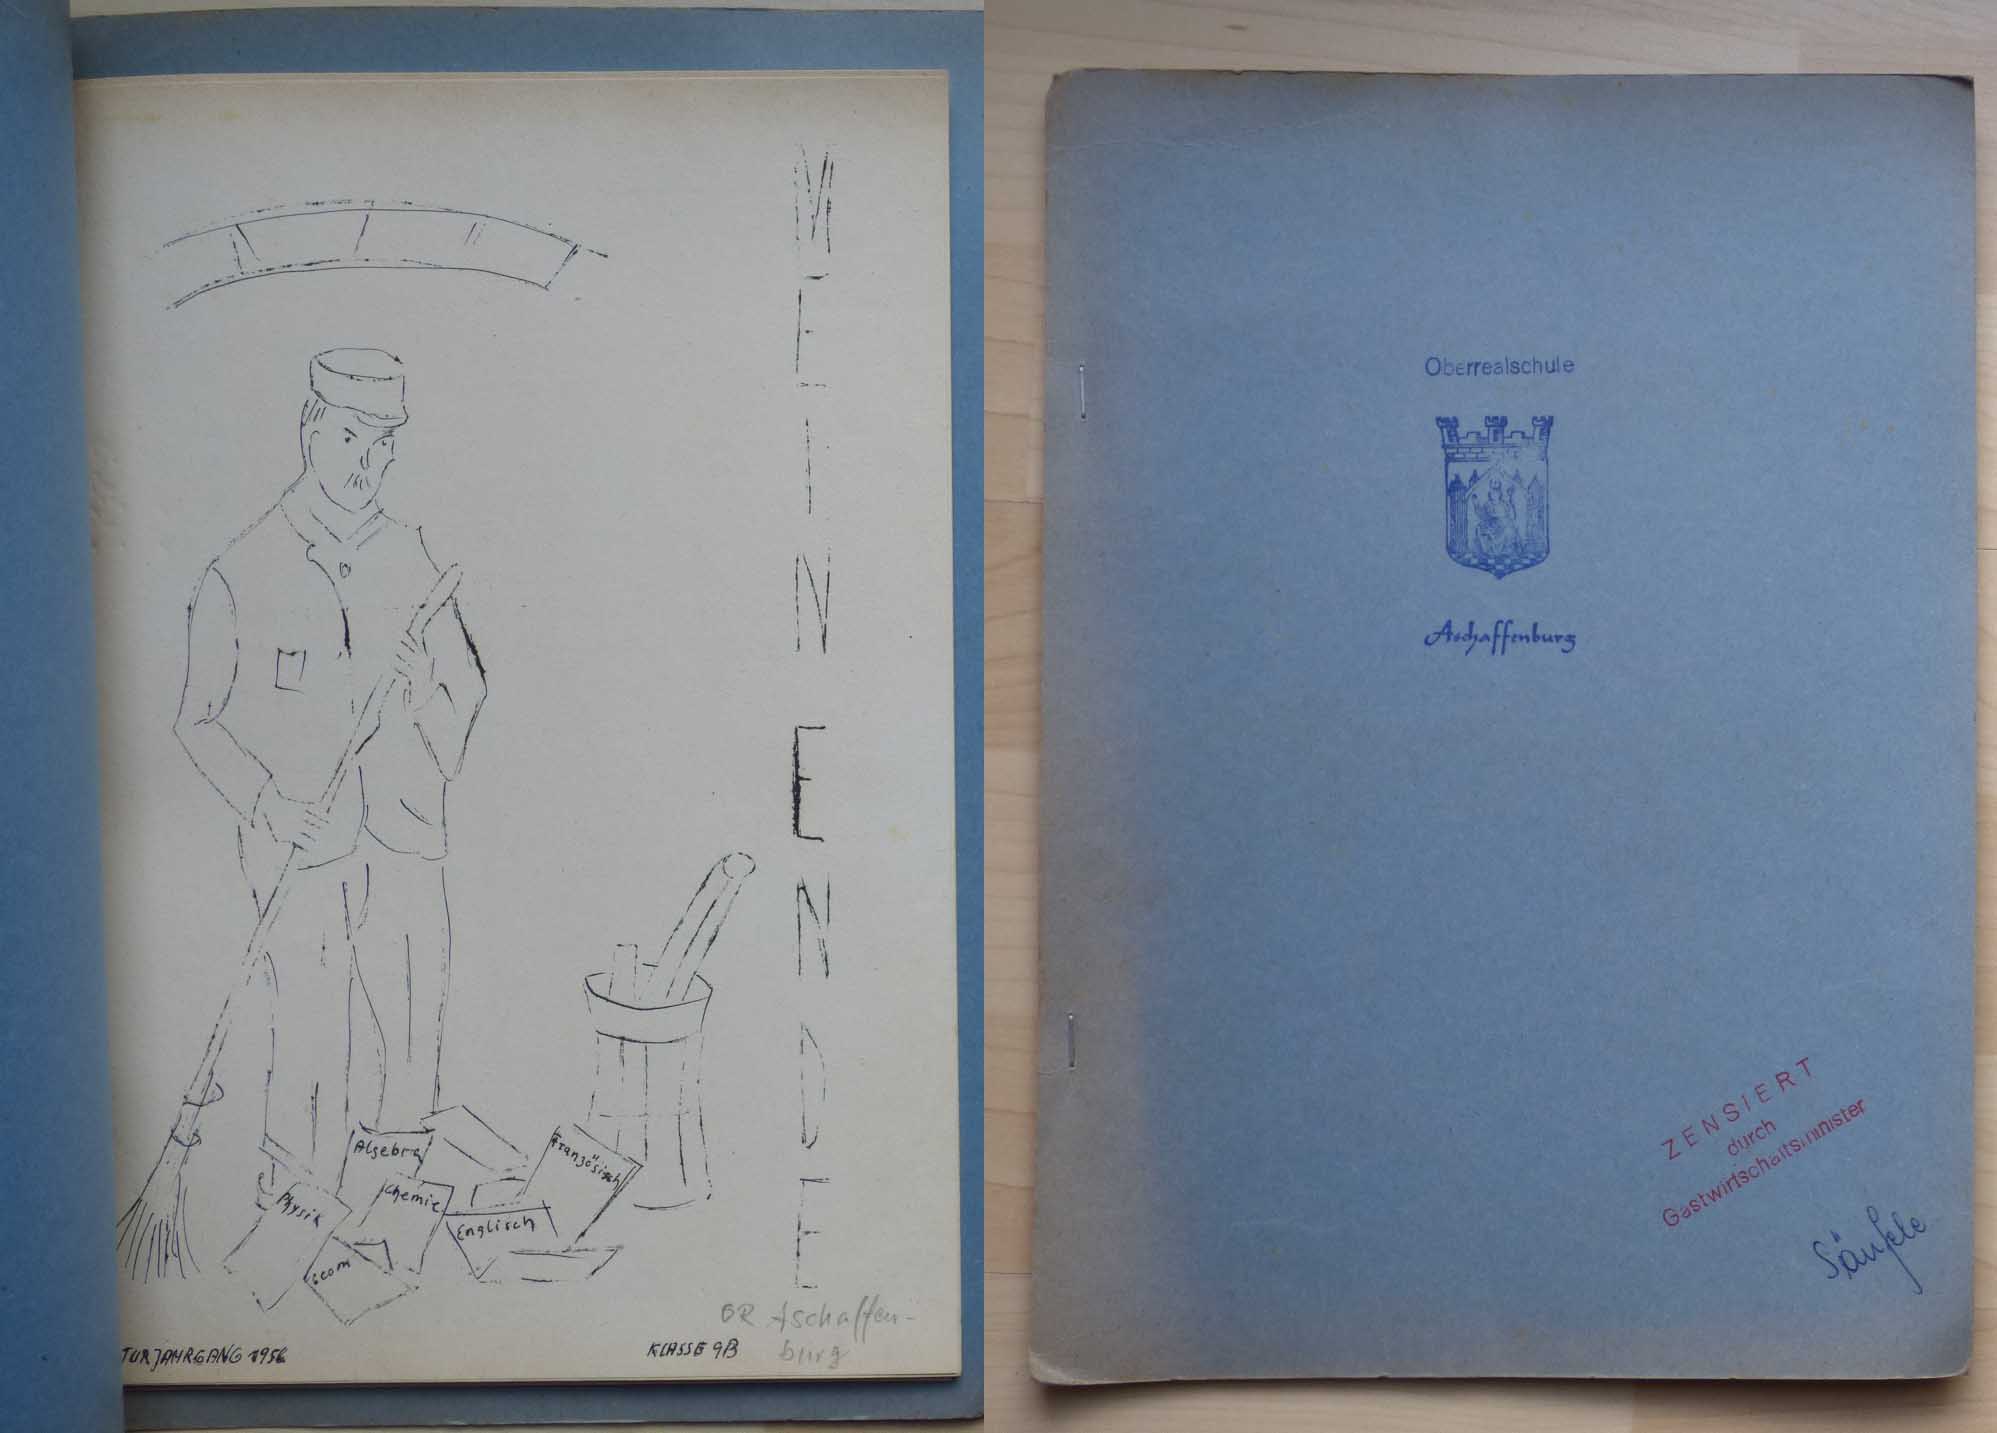 MEIN ENDE
Algebra
Französisch
Physik
Chemie
Englisch
Geom
TURJAHRGANG 1956
KLASSE 9B
OR Aschaffen-
burg
Oberrealschule
Aschaffenburg
ZENSIERT
durch
Gastwirtschaftsminister
Säufele